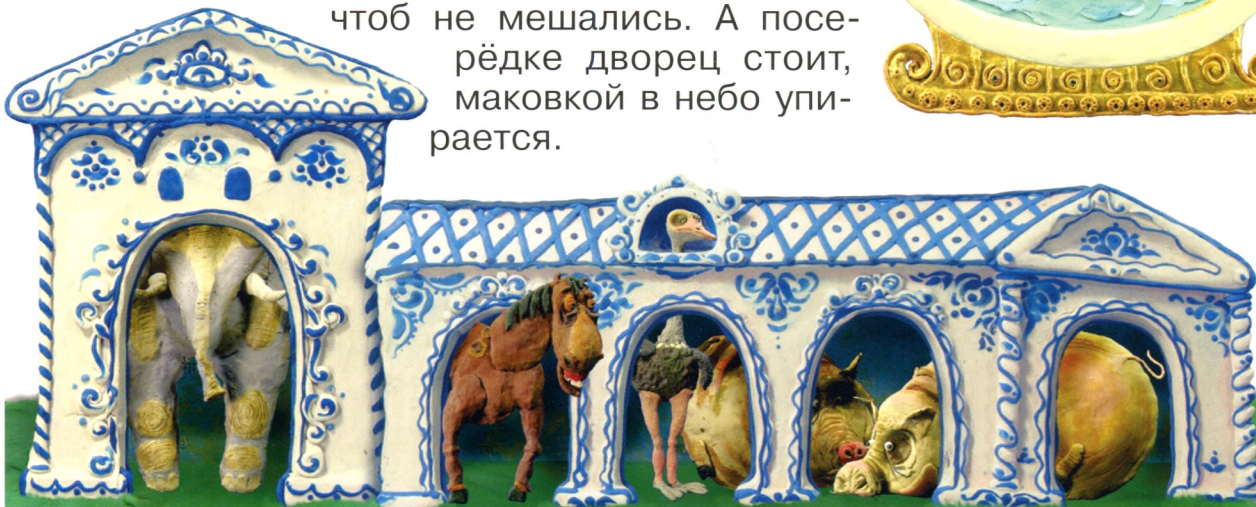 чтоб не мешались. А посе-
рёдке дворец стоит,
маковкой в небо упи-
рается.